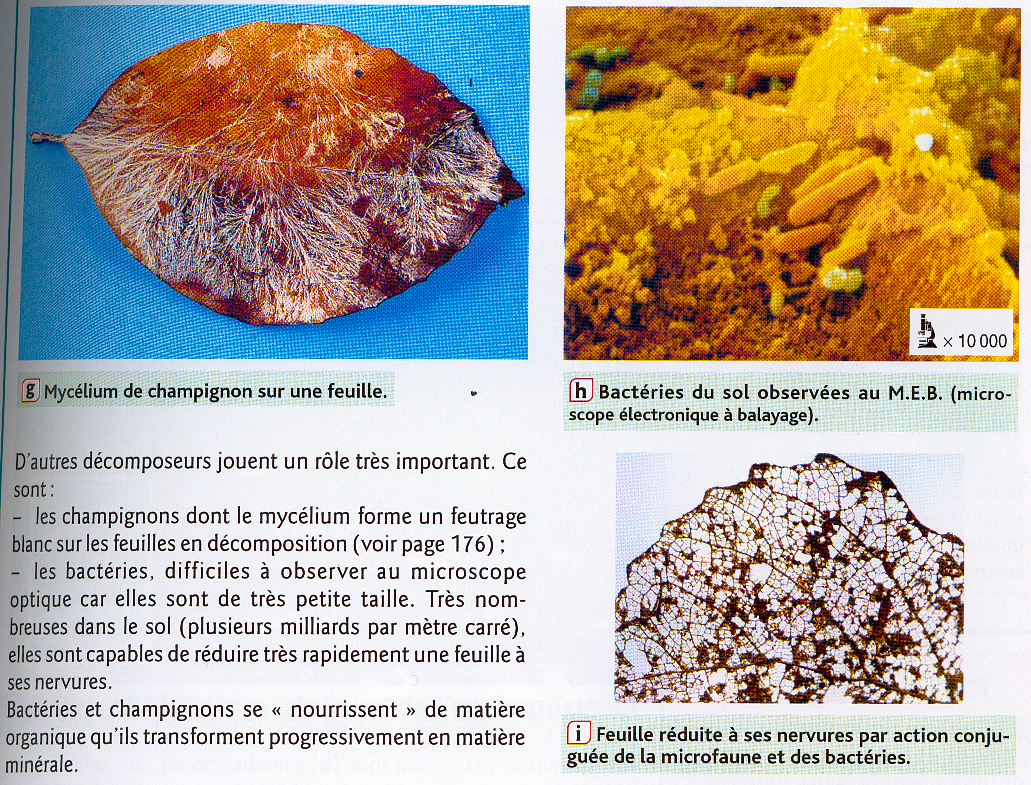 × 10 000
g Mycélium de champignon sur une feuille.
h Bactéries du sol observées au M.E.B. (micro-
scope électronique à balayage).
D'autres décomposeurs jouent un rôle très important. Ce
sont :
– les champignons dont le mycélium forme un feutrage
blanc sur les feuilles en décomposition (voir page 176) ;
– les bactéries, difficiles à observer au microscope
optique car elles sont de très petite taille. Très nom-
breuses dans le sol (plusieurs milliards par mètre carré),
elles sont capables de réduire très rapidement une feuille à
ses nervures.
Bactéries et champignons se « nourrissent » de matière
organique qu'ils transforment progressivement en matière
minérale.
i Feuille réduite à ses nervures par action conju-
guée de la microfaune et des bactéries.